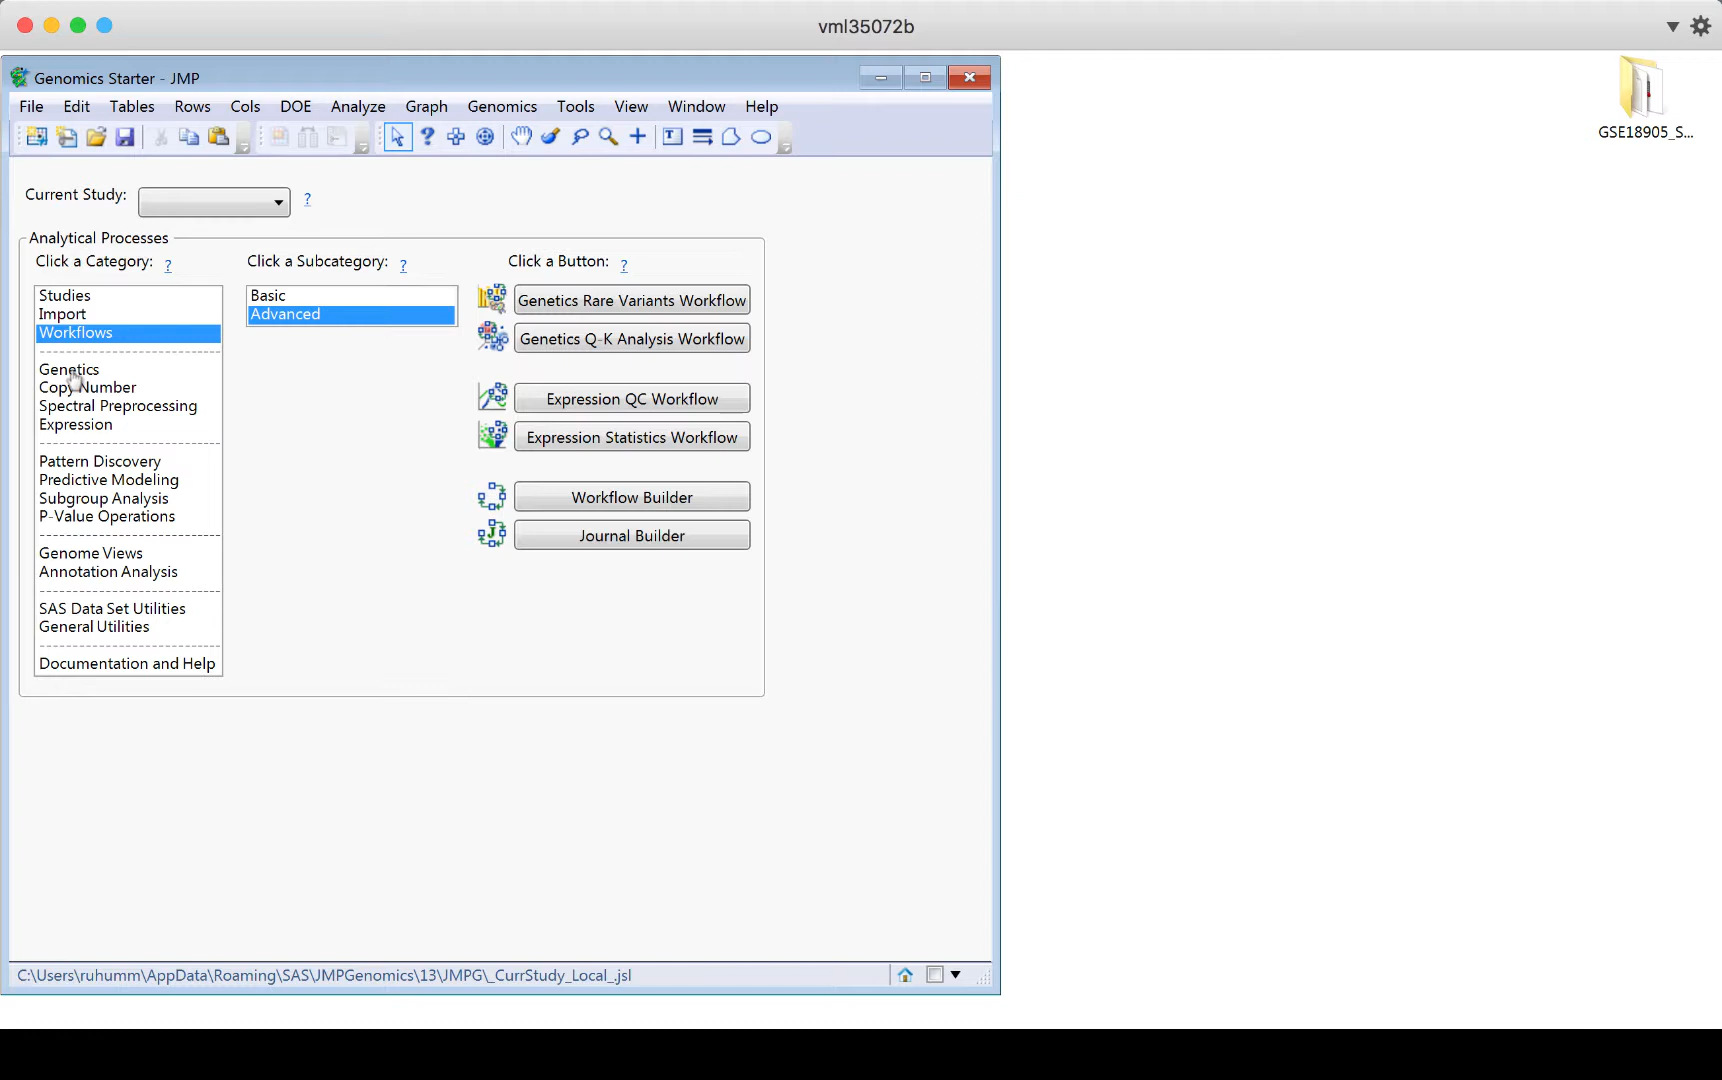 vml35072b
Genomics Starter - JMP
File Edit Tables Rows Cols DOE Analyze Graph Genomics Tools View Window Help
GSE18905_S...
Current Study: ?
Analytical Processes
Click a Category: ?
Click a Subcategory: ?
Click a Button: ?
Studies
Import
Workflows
Genetics
Copy Number
Spectral Preprocessing
Expression
Pattern Discovery
Predictive Modeling
Subgroup Analysis
P-Value Operations
Genome Views
Annotation Analysis
SAS Data Set Utilities
General Utilities
Documentation and Help
Basic
Advanced
Genetics Rare Variants Workflow
Genetics Q-K Analysis Workflow
Expression QC Workflow
Expression Statistics Workflow
Workflow Builder
Journal Builder
C:\Users\ruhumm\AppData\Roaming\SAS\JMPGenomics\13\JMPG\_CurrStudy_Local_.jsl